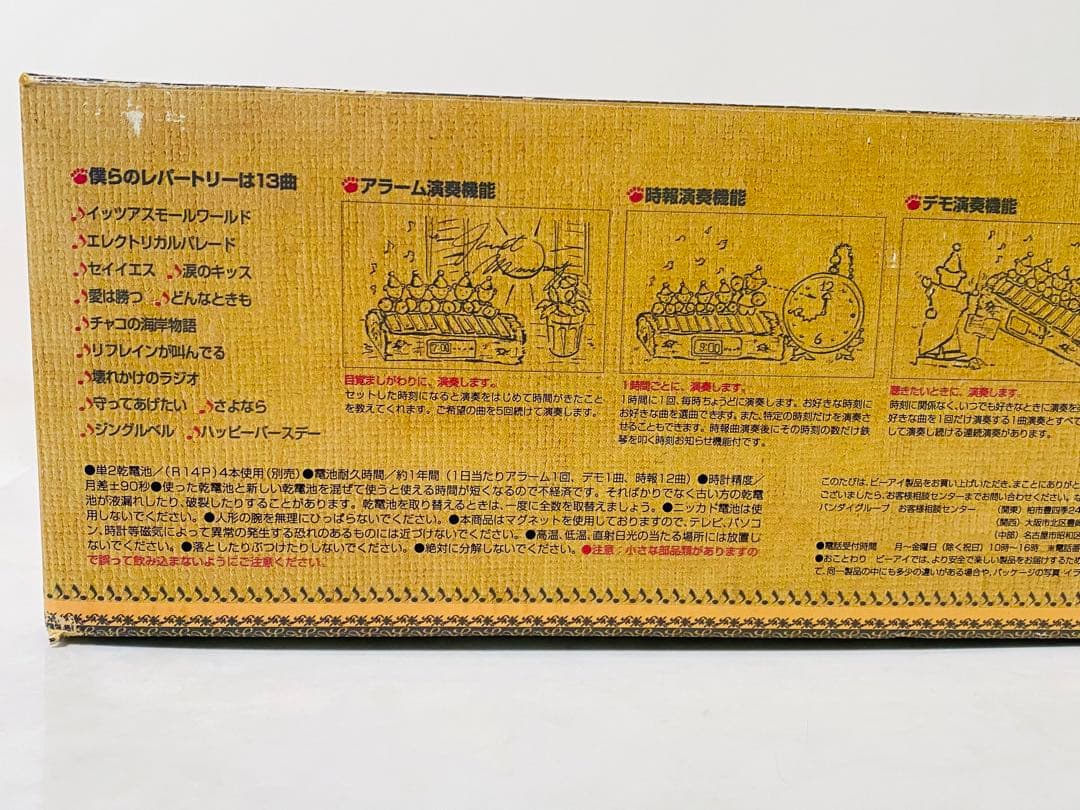 僕らのレパートリーは13曲
イッツアスモールワールド
エレクトリカルパレード
セイイエス 涙のキッス
愛は勝つ どんなときも
チャコの海岸物語
リフレインが叫んでる
壊れかけのラジオ
守ってあげたい さよなら
ジングルベル ハッピーバースデー
アラーム演奏機能
7:00
目覚ましがわりに、演奏します。
セットした時刻になると演奏をはじめて時間がきたこと
を教えてくれます。ご希望の曲を5回続けて演奏します。
時報演奏機能
12
6
9:00
1時間ごとに、演奏します。
1時間に1回、毎時ちょうどに演奏します。お好きな時刻に
お好きな曲を選曲できます。また、特定の時刻だけを演奏さ
せることもできます。時報曲演奏後にその時刻の数だけ鉄
琴を叩く時刻お知らせ機能付です。
デモ演奏機能
聴きたいときに、演奏します。
時刻に関係なく、いつでも好きなときに演奏を
好きな曲を1回だけ演奏する1曲演奏とすべて
して演奏し続ける連続演奏があります。
●単2乾電池/(R14P)4本使用(別売)●電池耐久時間/約1年間(1日当たりアラーム1回、デモ1曲、時報12曲)●時計精度/
月差±90秒●使った乾電池と新しい乾電池を混ぜて使うと使える時間が短くなるので不経済です。そればかりでなく古い方の乾電
池が液漏れしたり、破裂したりすることがあります。乾電池を取り替えるときは、一度に全数を取替えましょう。●ニッカド電池は使
用しないでください。●人形の腕を無理にひっぱらないでください。●本商品はマグネットを使用しておりますので、テレビ、パソコ
ン、時計等磁気によって異常の発生する恐れのあるものには近づけないでください。●高温、低温、直射日光の当たる場所には放置し
ないでください。●落としたりぶつけたりしないでください。●絶対に分解しないでください。●注意:小さな部品類がありますの
で誤って飲み込まないようにご注意ください
このたびは、ビーアイ製品をお買い上げいただき、まことにありがと
ございましたら、お客様相談センターまでお問い合わせください。
バンダイグループ お客様相談センター (関東)柏市豊四季24
(関西)大阪市北区豊
(中部)名古屋市昭和区
●電話受付時間 月〜金曜日(除く祝日)10時〜16時
●おことわり ビーアイでは、より安全で楽しい製品をお届けするため
て、同一製品の中にも多少の違いがある場合や、パッケージの写真・イラ